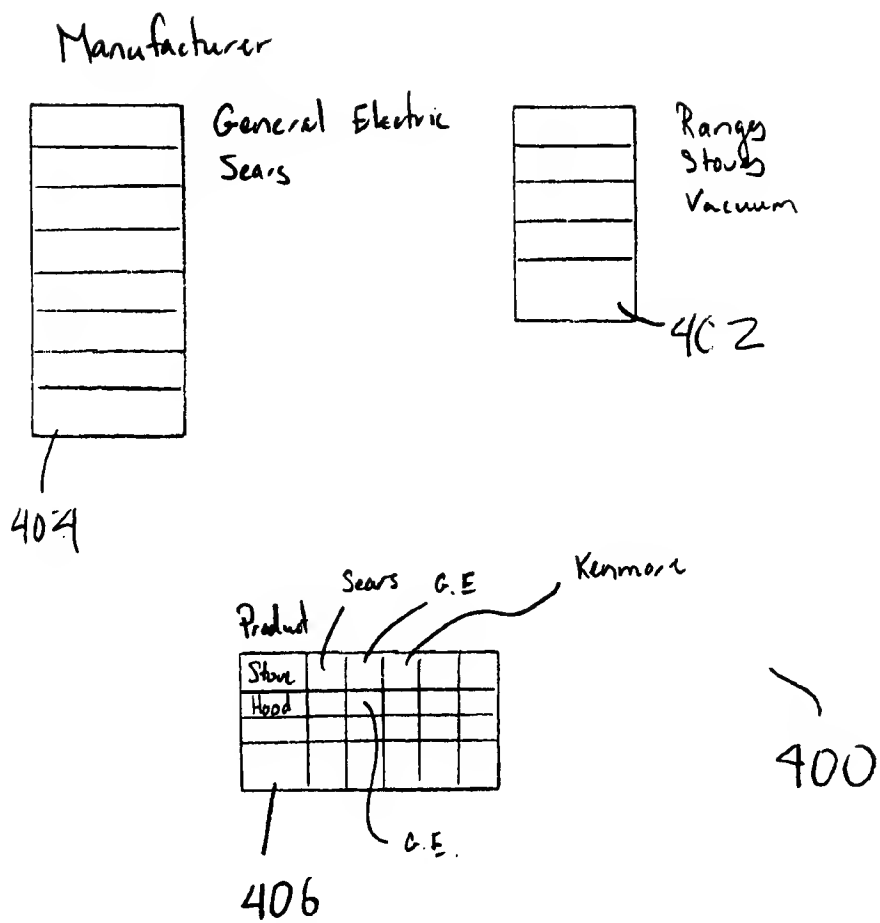 Manufacturer
General Electric
Sears
Ranges
Stoves
Vacuum
402
404
Sears
G.E
Kenmore
Product
Stove
Hood
400
G.E.
406